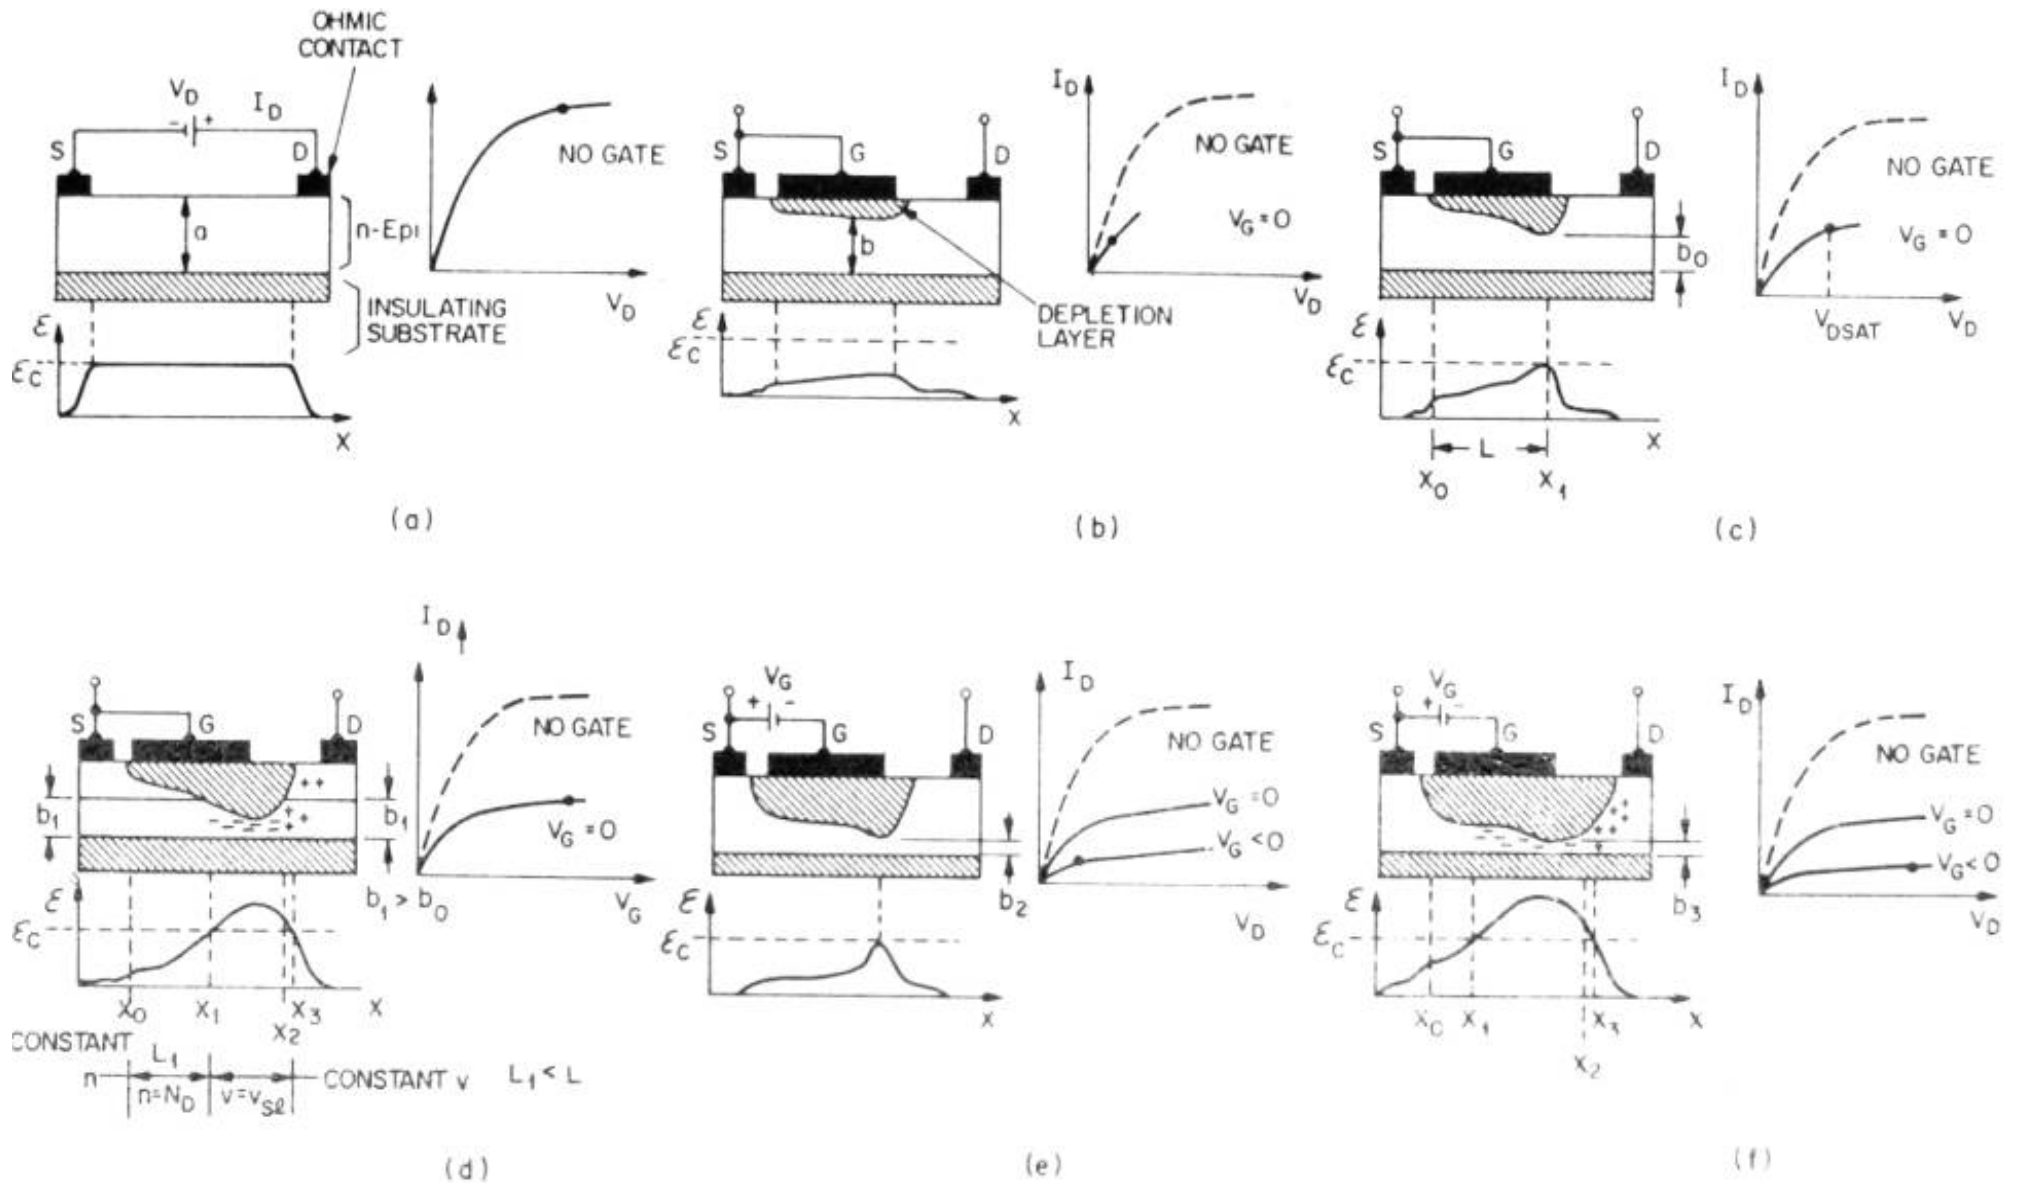 OHMIC
CONTACT
V_D
I_D
- +
S
D
a
n-Epi
INSULATING
SUBSTRATE
NO GATE
V_D
ε
ε_C
X
(a)
S
G
D
b
DEPLETION
LAYER
I_D
NO GATE
V_G = 0
V_D
ε
ε_C
X
(b)
S
G
D
b_0
I_D
NO GATE
V_G = 0
V_DSAT
V_D
ε
ε_C
X
L
X_0
X_1
(c)
S
G
D
b_1
++
b_1
I_D
NO GATE
V_G = 0
b_1 > b_0
V_G
ε
ε_C
X_0
X_1
X_2
X_3
X
CONSTANT
n
L_1
n=N_D
v=v_sl
CONSTANT v
L_1 < L
(d)
V_G
+ -
S
G
D
b_2
I_D
NO GATE
V_G = 0
V_G < 0
V_D
ε
ε_C
X
(e)
V_G
+ -
S
G
D
b_3
I_D
NO GATE
V_G = 0
V_G < 0
V_D
ε
ε_C
X_0
X_1
X_2
X_3
X
(f)